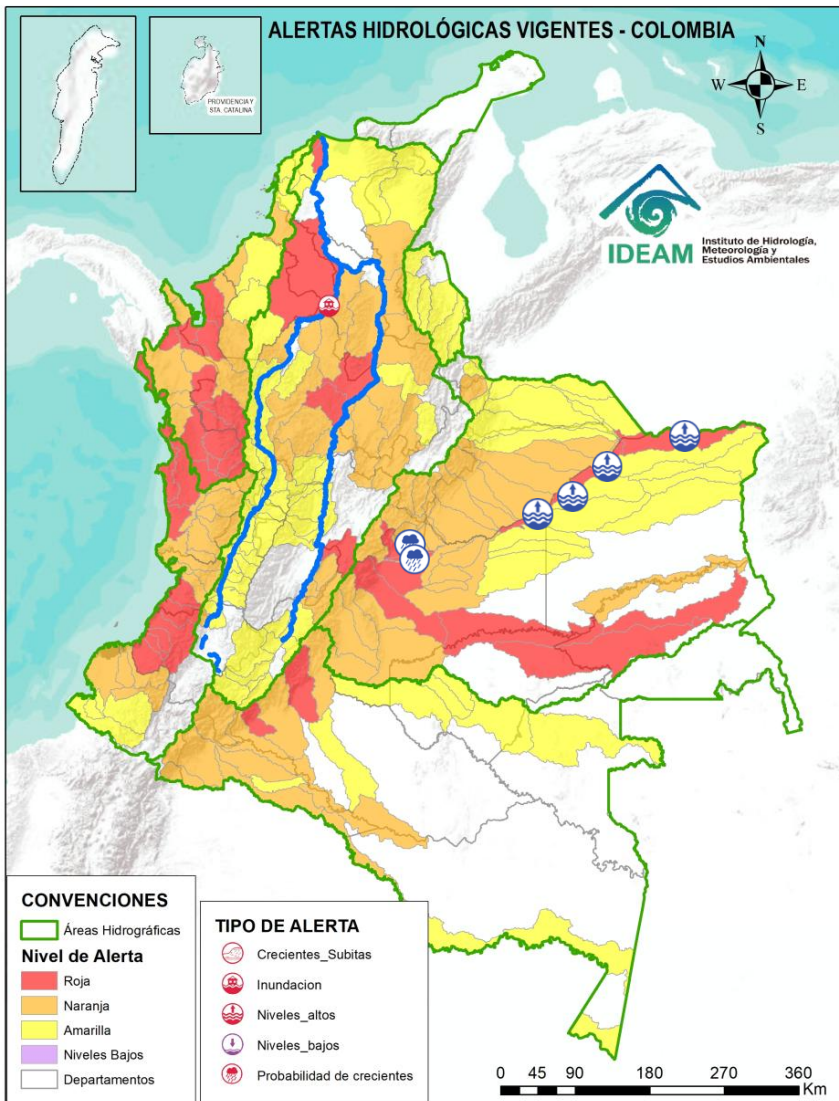 ALERTAS HIDROLÓGICAS VIGENTES - COLOMBIA
PROVIDENCIA Y
STA. CATALINA
N
W
E
S
IDEAM
Instituto de Hidrología,
Meteorología y
Estudios Ambientales
CONVENCIONES
Áreas Hidrográficas
Nivel de Alerta
Roja
Naranja
Amarilla
Niveles Bajos
Departamentos
TIPO DE ALERTA
Crecientes_Subitas
Inundacion
Niveles_altos
Niveles_bajos
Probabilidad de crecientes
0 45 90 180 270 360
Km